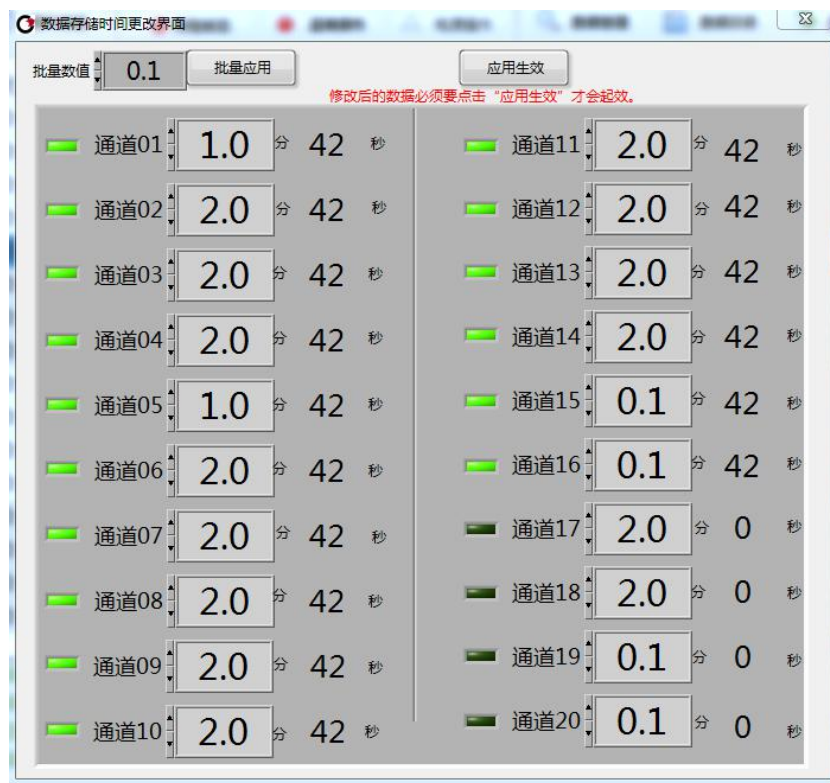 数据存储时间更改界面
批量数值 0.1 批量应用 应用生效
修改后的数据必须要点击“应用生效”才会起效。
通道01 1.0 分 42 秒
通道02 2.0 分 42 秒
通道03 2.0 分 42 秒
通道04 2.0 分 42 秒
通道05 1.0 分 42 秒
通道06 2.0 分 42 秒
通道07 2.0 分 42 秒
通道08 2.0 分 42 秒
通道09 2.0 分 42 秒
通道10 2.0 分 42 秒
通道11 2.0 分 42 秒
通道12 2.0 分 42 秒
通道13 2.0 分 42 秒
通道14 2.0 分 42 秒
通道15 0.1 分 42 秒
通道16 0.1 分 42 秒
通道17 2.0 分 0 秒
通道18 2.0 分 0 秒
通道19 0.1 分 0 秒
通道20 0.1 分 0 秒